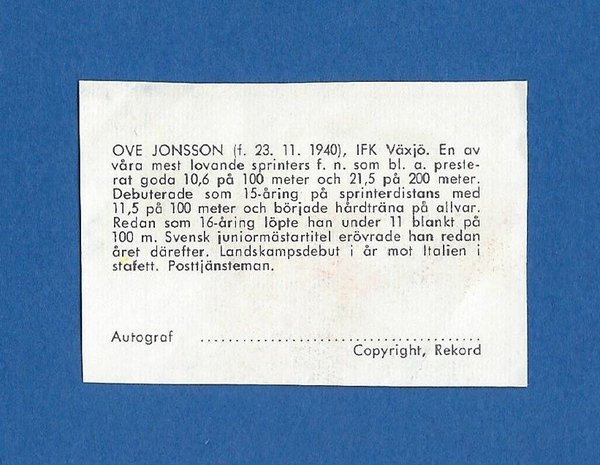 OVE JONSSON (f. 23. 11. 1940), IFK Växjö. En av
våra mest lovande sprinters f. n. som bl. a. preste-
rat goda 10,6 på 100 meter och 21,5 på 200 meter.
Debuterade som 15-åring på sprinterdistans med
11,5 på 100 meter och började hårdträna på allvar.
Redan som 16-åring löpte han under 11 blankt på
100 m. Svensk juniormästartitel erövrade han redan
året därefter. Landskampsdebut i år mot Italien i
stafett. Posttjänsteman.
Autograf ........................................
Copyright, Rekord